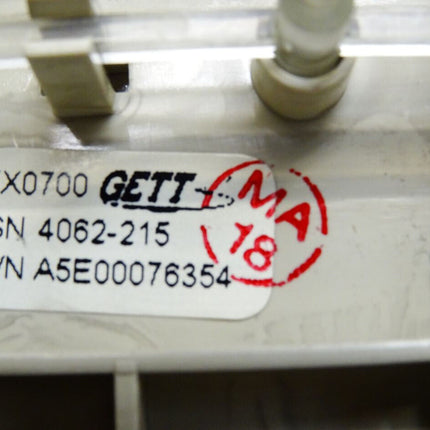 X0700 GETT
SN 4062-215
/N A5E00076354
MA
18